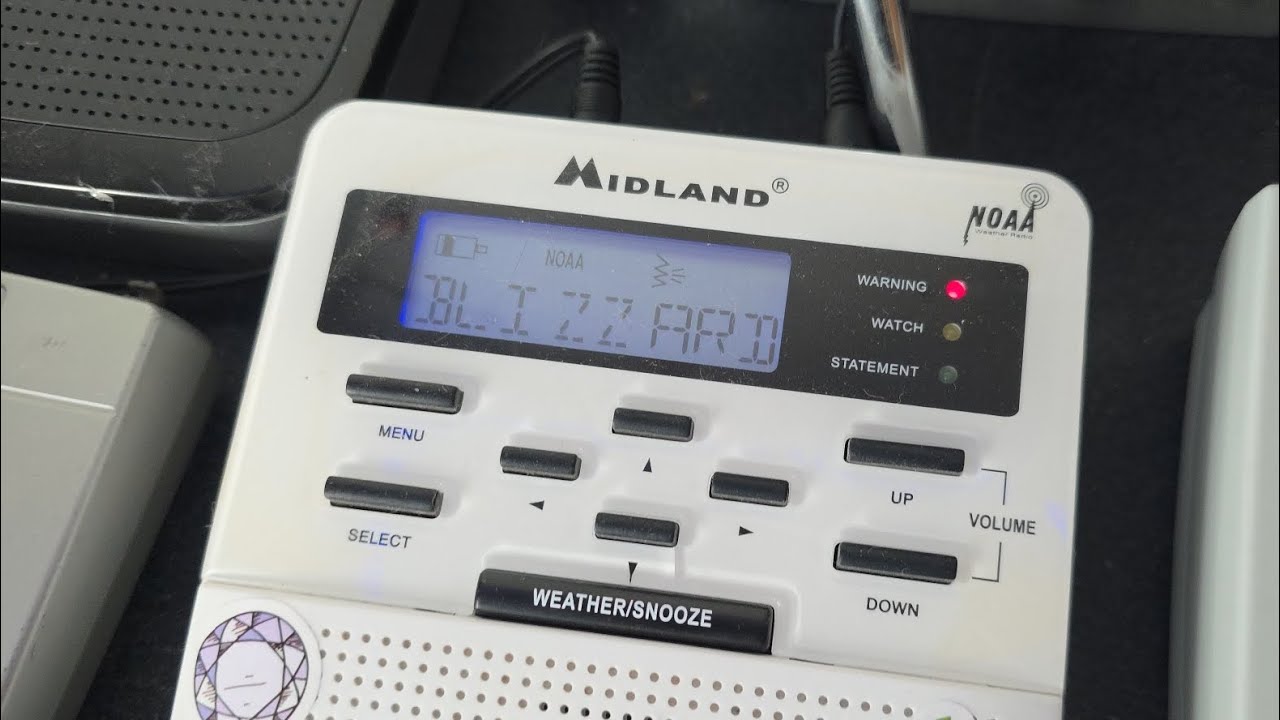 MIDLAND®
NOAA
Weather Radio
NOAA
BLIZZARD
WARNING
WATCH
STATEMENT
MENU
SELECT
UP
VOLUME
DOWN
WEATHER/SNOOZE